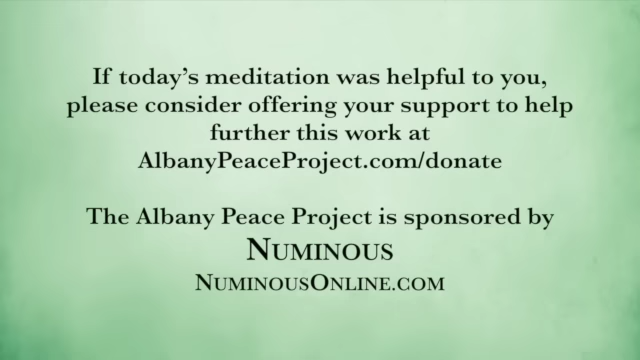 If today's meditation was helpful to you,
please consider offering your support to help
further this work at
AlbanyPeaceProject.com/donate
The Albany Peace Project is sponsored by
NUMINOUS
NUMINOUSONLINE.COM